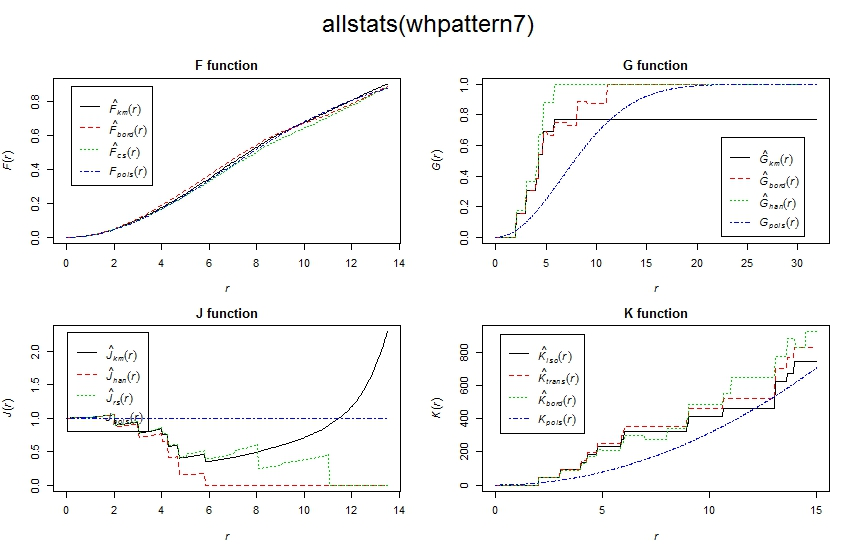 allstats(whpattern7)
F function
F(r)
0.0 0.2 0.4 0.6 0.8
F̂km(r)
F̂bord(r)
F̂cs(r)
Fpois(r)
0 2 4 6 8 10 12 14
r
G function
G(r)
0.0 0.2 0.4 0.6 0.8 1.0
Ĝkm(r)
Ĝbord(r)
Ĝhan(r)
Gpois(r)
0 5 10 15 20 25 30
r
J function
J(r)
0.0 0.5 1.0 1.5 2.0
Ĵkm(r)
Ĵhan(r)
Ĵrs(r)
Jpois(r)
0 2 4 6 8 10 12 14
r
K function
K(r)
0 200 400 600 800
K̂iso(r)
K̂trans(r)
K̂bord(r)
Kpois(r)
0 5 10 15
r